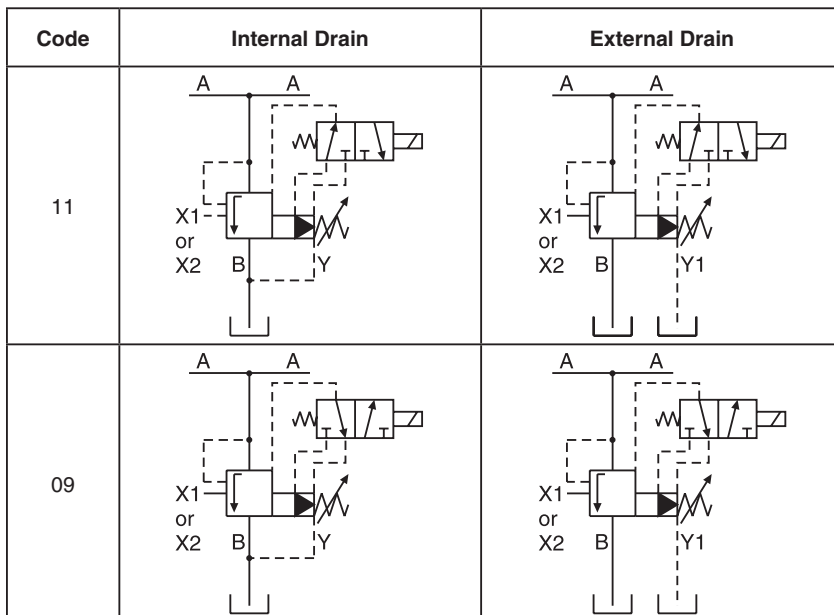 Code Internal Drain External Drain
A A A A
11
X1 X1
or or
X2 B Y X2 B Y1
A A A A
09
X1 X1
or or
X2 B Y X2 B Y1